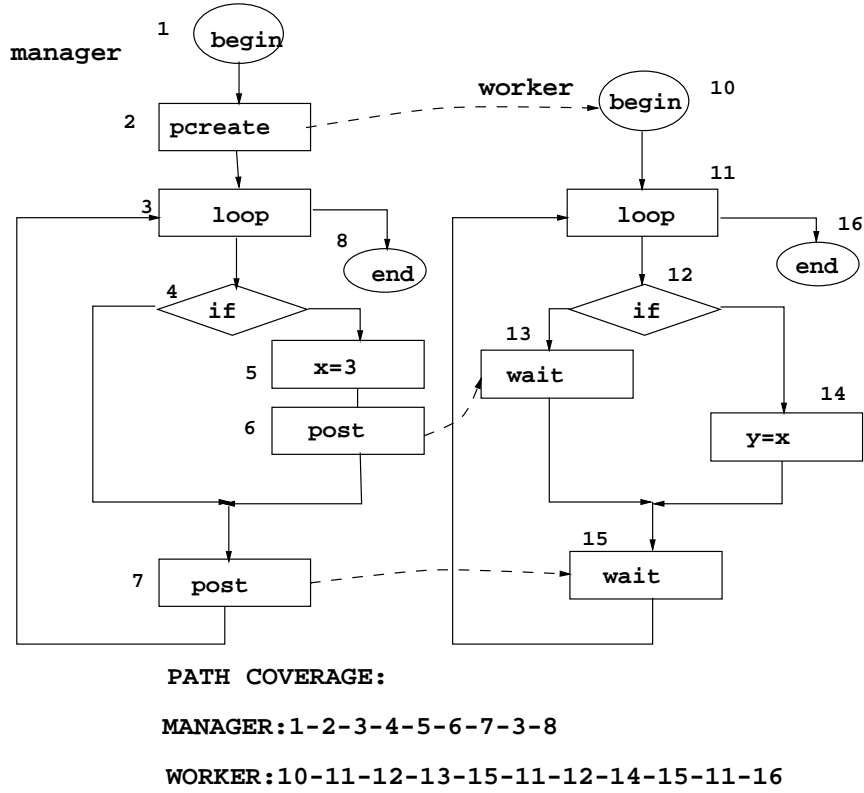 1
begin
manager
worker
10
begin
2
pcreate
11
3
loop
loop
8
16
end
end
4
if
12
if
13
5
x=3
wait
14
6
post
y=x
15
7
post
wait
PATH COVERAGE:
MANAGER:1-2-3-4-5-6-7-3-8
WORKER:10-11-12-13-15-11-12-14-15-11-16